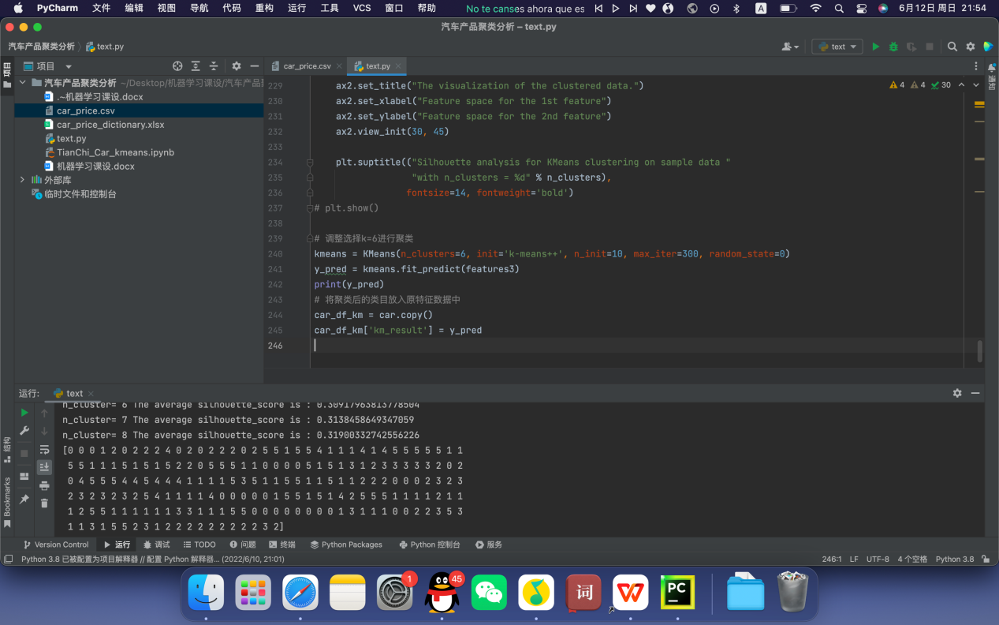 PyCharm 文件 编辑 视图 导航 代码 重构 运行 工具 VCS 窗口 帮助 No te canses ahora que es A 6月12日 周日 21:54
汽车产品聚类分析 – text.py
汽车产品聚类分析 text.py text
项目 car_price.csv text.py
汽车产品聚类分析 ~/Desktop/机器学习课设/汽车产品
.~机器学习课设.docx
car_price.csv
car_price_dictionary.xlsx
text.py
TianChi_Car_kmeans.ipynb
机器学习课设.docx
外部库
临时文件和控制台
项目
结构
Bookmarks
通知
4 4 30
229 ax2.set_title("The visualization of the clustered data.")
230 ax2.set_xlabel("Feature space for the 1st feature")
231 ax2.set_ylabel("Feature space for the 2nd feature")
232 ax2.view_init(30, 45)
233
234 plt.suptitle(("Silhouette analysis for KMeans clustering on sample data "
235 "with n_clusters = %d" % n_clusters),
236 fontsize=14, fontweight='bold')
237 # plt.show()
238
239 # 调整选择k=6进行聚类
240 kmeans = KMeans(n_clusters=6, init='k-means++', n_init=10, max_iter=300, random_state=0)
241 y_pred = kmeans.fit_predict(features3)
242 print(y_pred)
243 # 将聚类后的类目放入原特征数据中
244 car_df_km = car.copy()
245 car_df_km['km_result'] = y_pred
246
运行: text
n_cluster= 6 The average silhouette_score is : 0.30917963813778504
n_cluster= 7 The average silhouette_score is : 0.3138458649347059
n_cluster= 8 The average silhouette_score is : 0.31900332742556226
[0 0 0 1 2 0 2 2 2 4 0 2 0 2 2 2 0 2 5 5 1 5 5 4 1 1 1 4 1 4 5 5 5 5 5 1 1
5 5 1 1 1 5 1 5 1 5 2 2 0 5 5 5 1 1 0 0 0 0 5 1 5 1 3 1 2 3 3 3 3 3 2 0 2
0 4 5 5 5 4 4 5 4 4 4 1 1 1 1 5 3 5 1 1 5 5 1 1 5 1 1 2 2 2 0 0 0 2 3 2 3
2 3 2 3 2 3 2 5 4 1 1 1 1 4 0 0 0 0 0 1 5 5 1 5 1 4 2 5 5 5 1 1 1 1 2 1 1
1 2 5 5 1 1 1 1 1 1 3 3 1 1 1 5 5 0 0 0 0 0 0 0 0 1 3 1 1 1 0 0 2 2 3 5 3
1 1 3 1 5 5 2 3 1 2 2 2 2 2 2 2 2 2 2 3 2]
Version Control 运行 调试 TODO 问题 终端 Python Packages Python 控制台 服务
Python 3.8 已被配置为项目解释器 // 配置 Python 解释器... (2022/6/10, 21:01) 246:1 LF UTF-8 4 个空格 Python 3.8
1 45 词 PC